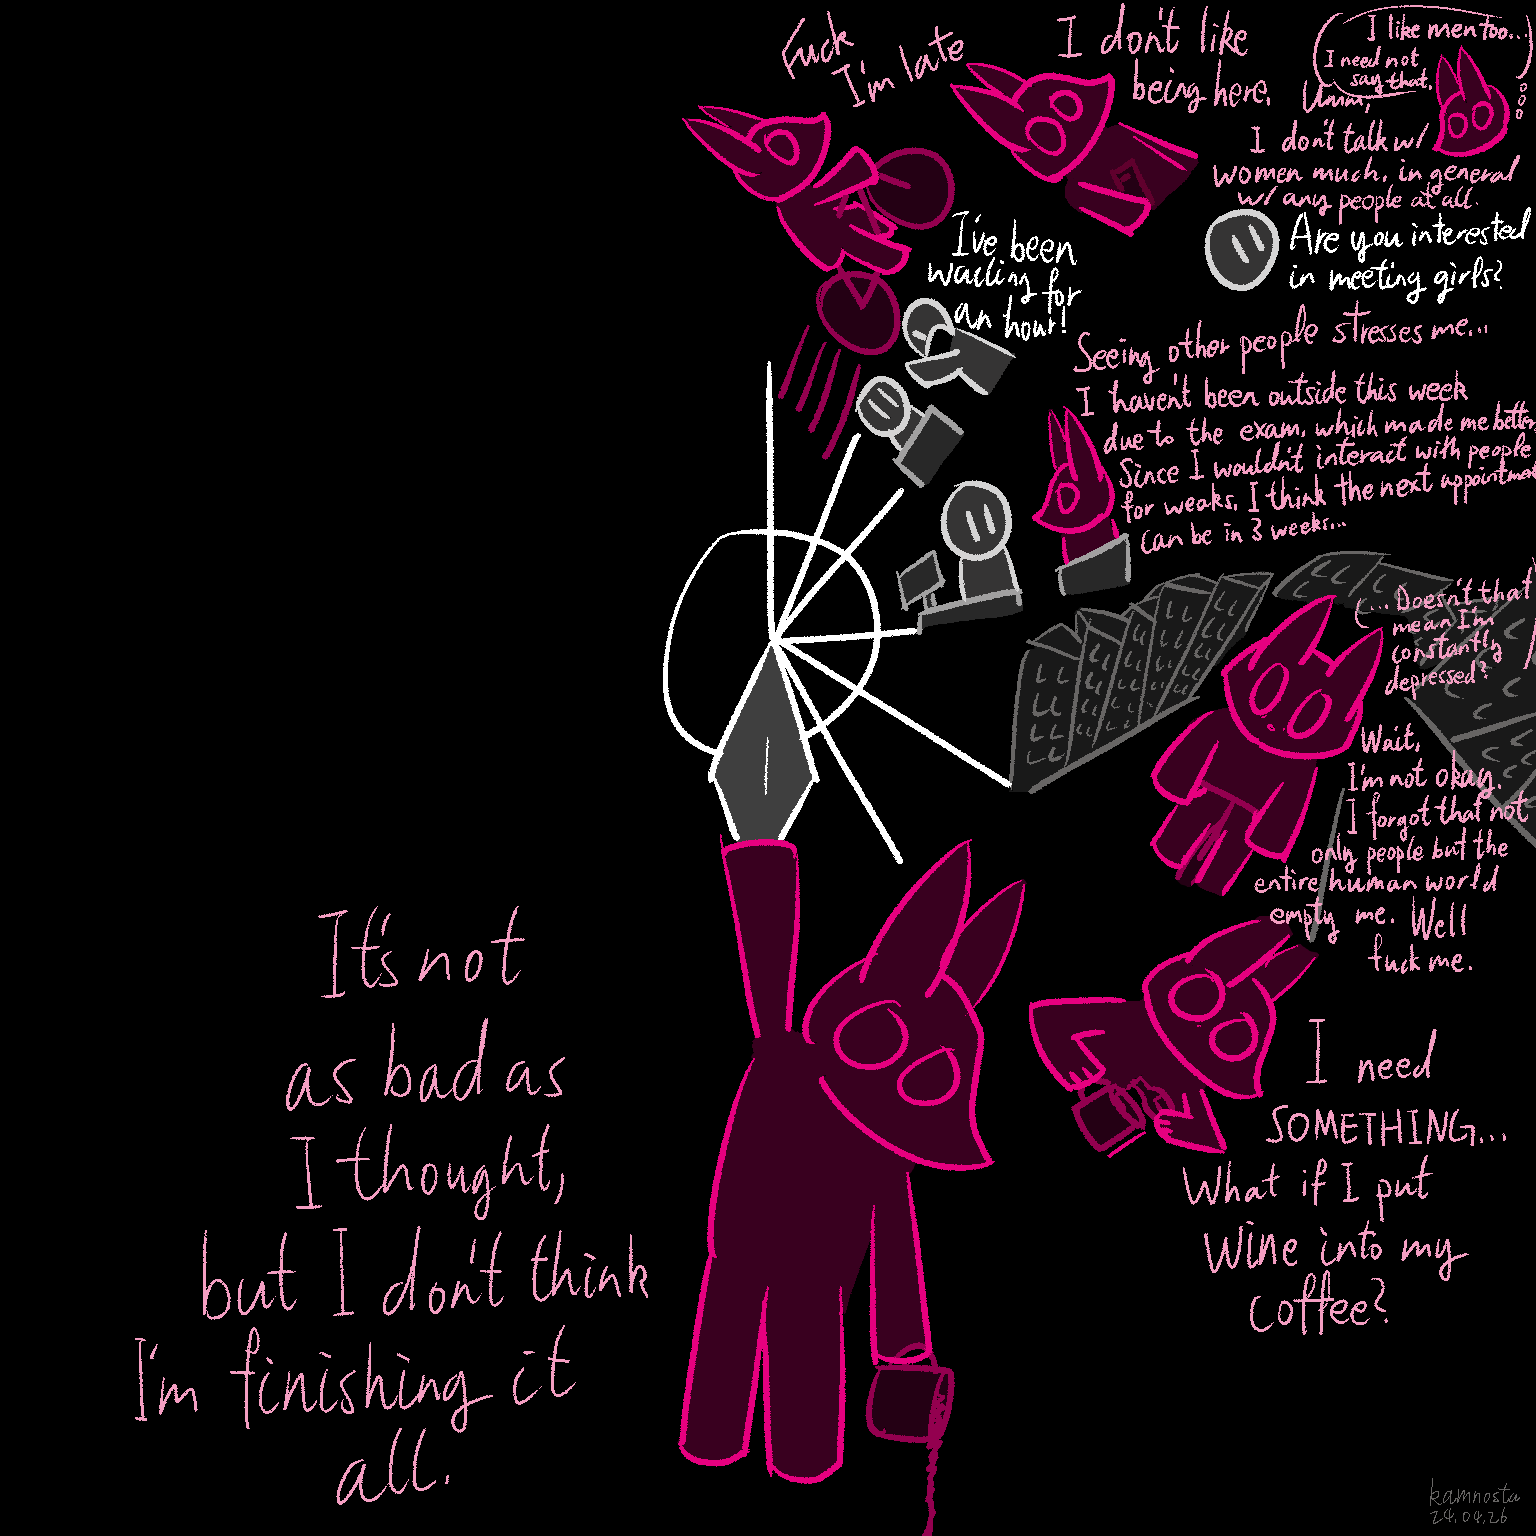 Fuck
I'm late
I don't like
being here.
I've been
waiting for
an hour!
(I like men too...
I need not
say that.)
Umm,
I don't talk w/
women much, in general
w/ any people at all.
Are you interested
in meeting girls?
Seeing other people stresses me...
I haven't been outside this week
due to the exam, which made me better.
Since I wouldn't interact with people
for weaks, I think the next appointment
can be in 3 weeks...
(... Doesn't that
mean I'm
constantly
depressed?)
Wait,
I'm not okay.
I forgot that not
only people but the
entire human world
empty me. Well
fuck me.
I need
SOMETHING...
What if I put
wine into my
coffee?
It's not
as bad as
I thought,
but I don't think
I'm finishing it
all.
kamnosta
24.04.26